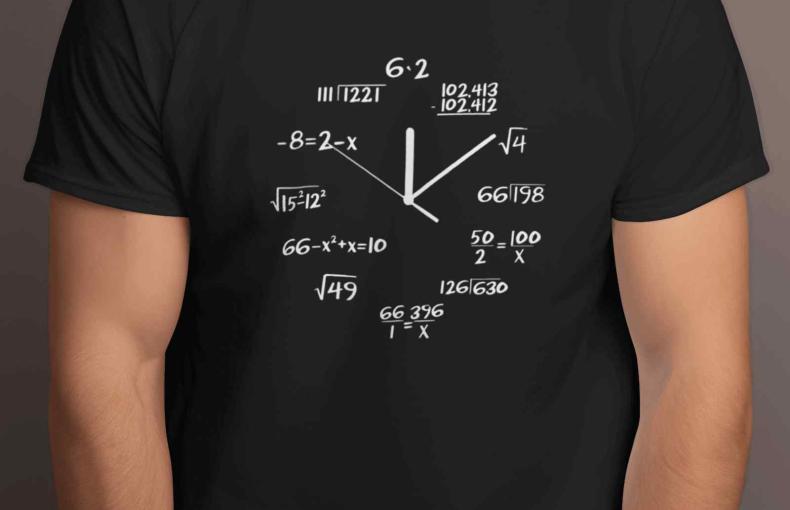 6·2
111⟌1221
102,413
-102,412
-8=2-x
√4
√15²-12²
66⟌198
66-x²+x=10
50/2=100/x
√49
126⟌630
66/1=396/x